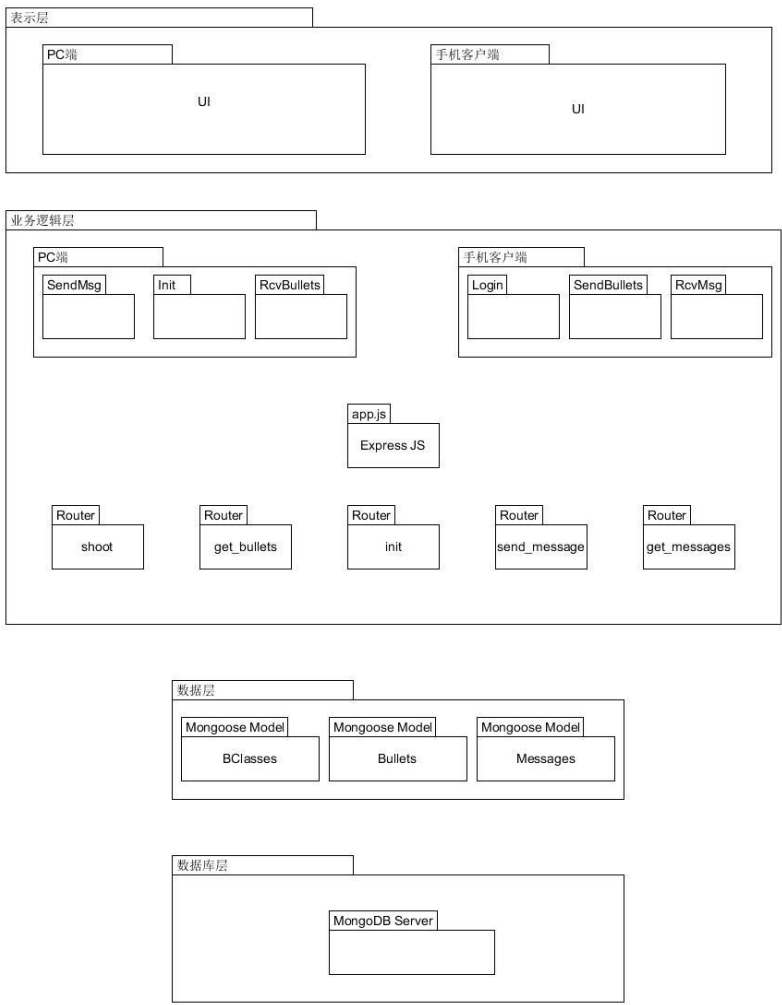 表示层
PC端
手机客户端
UI
UI
业务逻辑层
PC端
手机客户端
SendMsg
Init
RcvBullets
Login
SendBullets
RcvMsg
app.js
Express JS
Router
Router
Router
Router
Router
shoot
get_bullets
init
send_message
get_messages
数据层
Mongoose Model
Mongoose Model
Mongoose Model
BClasses
Bullets
Messages
数据库层
MongoDB Server